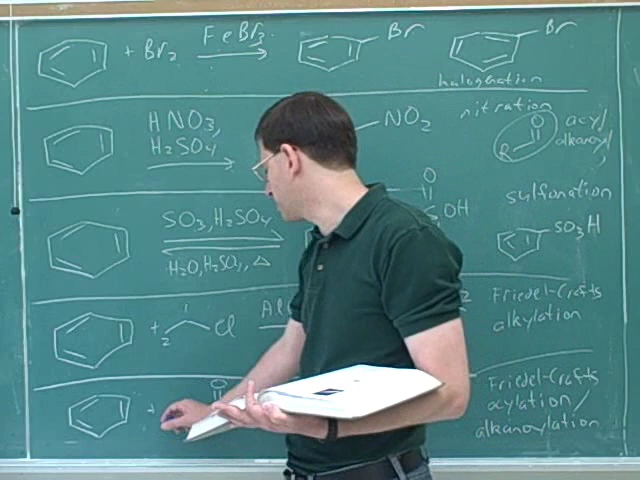 + Br₂ FeBr₃ Br Br
halogenation
HNO₃, H₂SO₄ NO₂ nitration
O R
acyl
alkanoyl
SO₃, H₂SO₄ O OH sulfonation
H₂O, H₂SO₄, Δ SO₃H
+ 2 Cl Al Friedel-Crafts
alkylation
+ O Friedel-Crafts
acylation/
alkanoylation